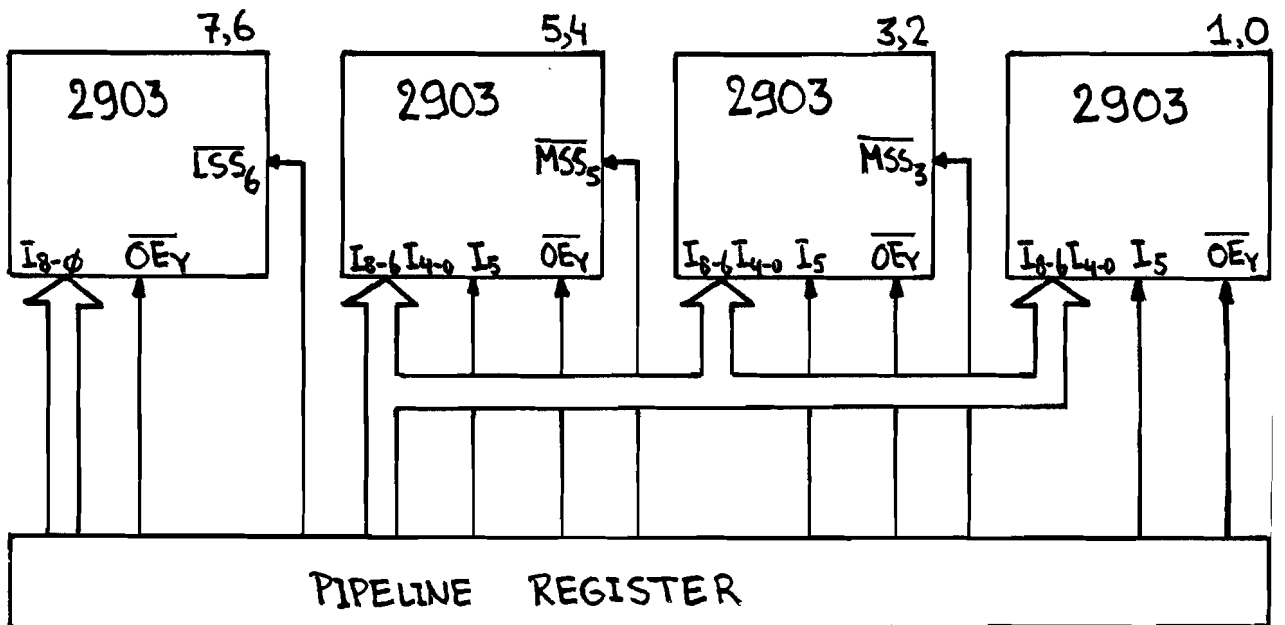 7,6 5,4 3,2 1,0
2903 2903 2903 2903
LSS6 MSS5 MSS3
I8-0 OEY I8-6 I4-0 I5 OEY I8-6 I4-0 I5 OEY I8-6 I4-0 I5 OEY
PIPELINE REGISTER